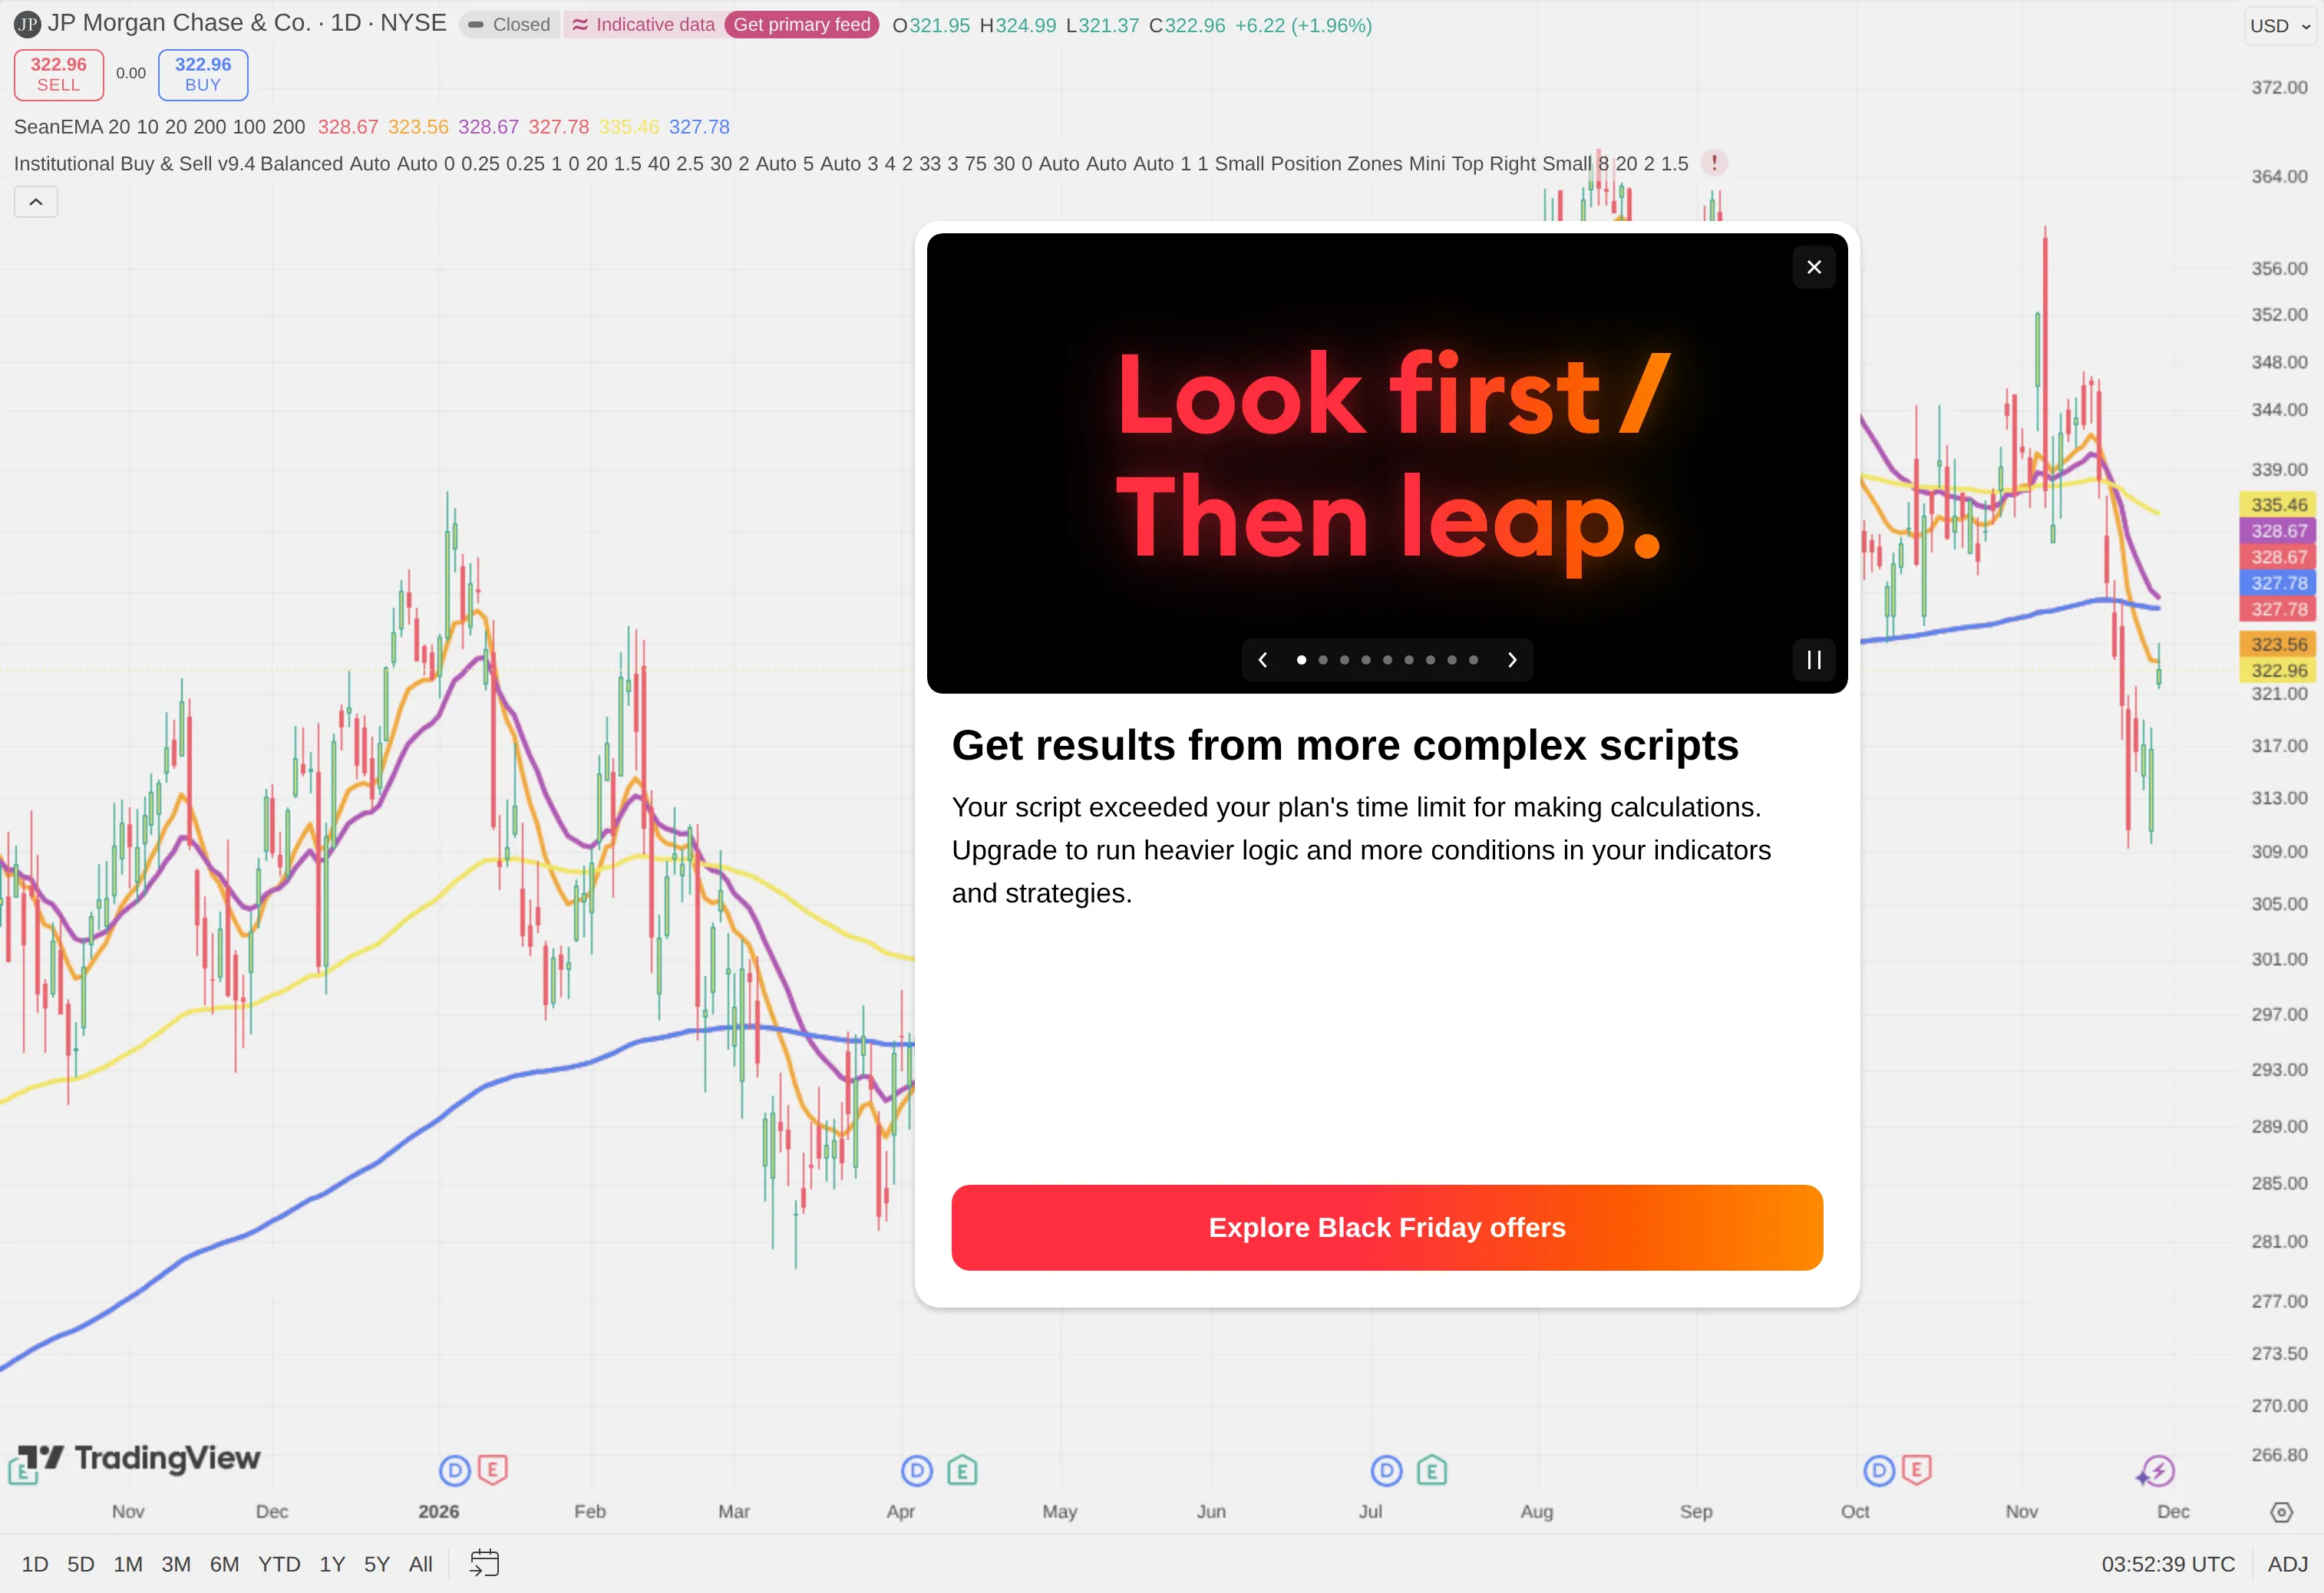 JP JP Morgan Chase & Co. · 1D · NYSE Closed Indicative data Get primary feed O321.95 H324.99 L321.37 C322.96 +6.22 (+1.96%) USD
322.96 SELL 0.00 322.96 BUY
SeanEMA 20 10 20 200 100 200 328.67 323.56 328.67 327.78 335.46 327.78
Institutional Buy & Sell v9.4 Balanced Auto Auto 0 0.25 0.25 1 0 20 1.5 40 2.5 30 2 Auto 5 Auto 3 4 2 33 3 75 30 0 Auto Auto Auto 1 1 Small Position Zones Mini Top Right Small 8 20 2 1.5 !
Look first /
Then leap.
Get results from more complex scripts
Your script exceeded your plan's time limit for making calculations.
Upgrade to run heavier logic and more conditions in your indicators
and strategies.
Explore Black Friday offers
372.00
364.00
356.00
352.00
348.00
344.00
339.00
335.46
328.67
328.67
327.78
327.78
323.56
322.96
321.00
317.00
313.00
309.00
305.00
301.00
297.00
293.00
289.00
285.00
281.00
277.00
273.50
270.00
266.80
TradingView
E D E D E D E D E
Nov Dec 2026 Feb Mar Apr May Jun Jul Aug Sep Oct Nov Dec
1D 5D 1M 3M 6M YTD 1Y 5Y All 03:52:39 UTC ADJ